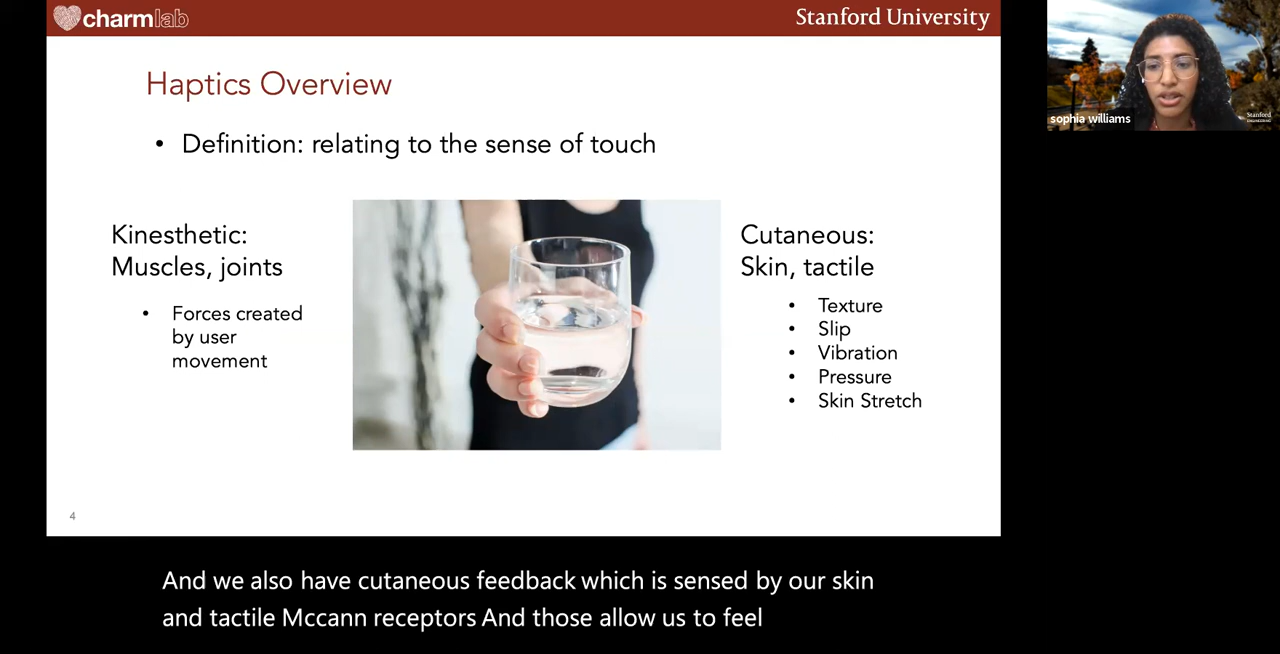 charmlab
Stanford University
Haptics Overview
• Definition: relating to the sense of touch
Kinesthetic:
Muscles, joints
• Forces created
by user
movement
Cutaneous:
Skin, tactile
• Texture
• Slip
• Vibration
• Pressure
• Skin Stretch
4
sophia williams
Stanford
And we also have cutaneous feedback which is sensed by our skin
and tactile Mccann receptors And those allow us to feel